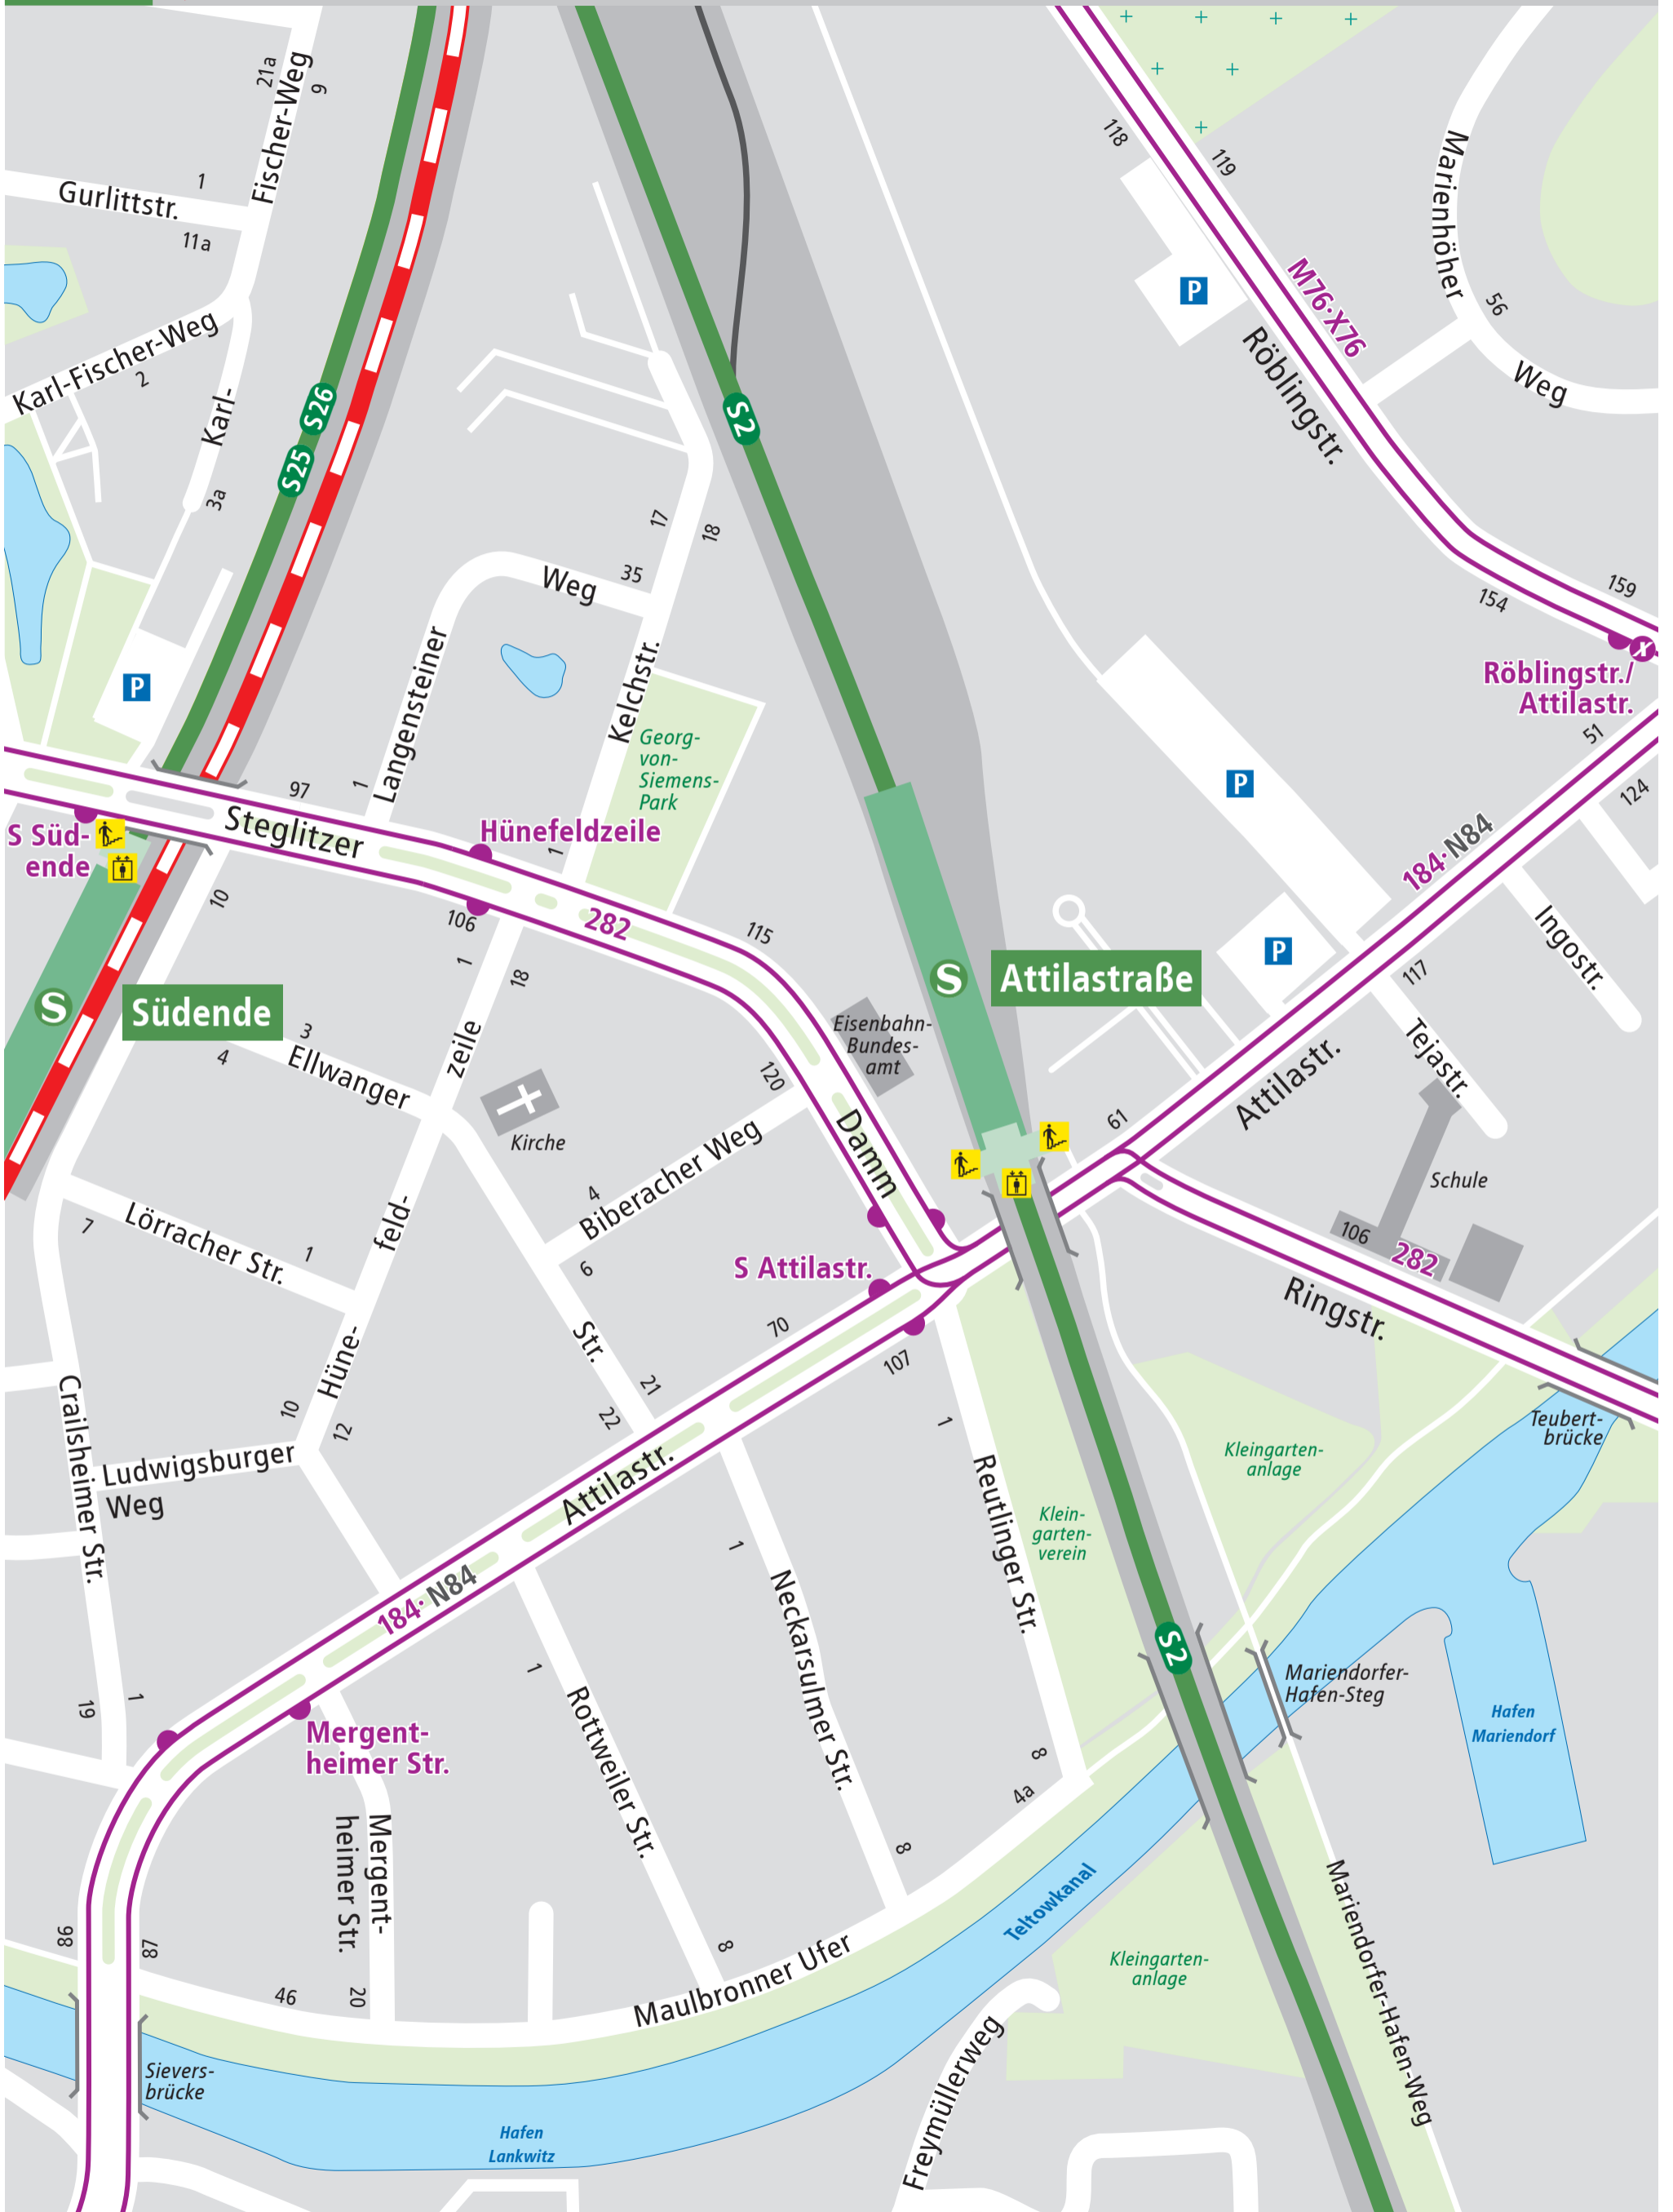 21a
Fischer-Weg
9
1
Gurlittstr.
11a
118
119
Marienhöher
M76·X76
P
56
Röblingstr.
Weg
Karl-Fischer-Weg
2
Karl-
S26
S25
S2
3a
17
18
Weg
35
159
154
X
Röblingstr./
Attilastr.
51
124
P
Langensteiner
Kelchstr.
Georg-
von-
Siemens-
Park
97
1
Steglitzer
Hünefeldzeile
1
S Süd-
ende
10
106
282
115
P
184·N84
P
117
Ingostr.
1
18
S
Südende
S
Attilastraße
Eisenbahn-
Bundes-
amt
3
4
Ellwanger
zeile
Kirche
120
Damm
Tejastr.
Attilastr.
61
Schule
106
282
Ringstr.
Biberacher Weg
4
6
7
Lörracher Str.
1
feld-
S Attilastr.
70
107
Str.
21
22
Hüne-
10
12
Crailsheimer Str.
Ludwigsburger
Weg
Attilastr.
1
Reutlinger Str.
Klein-
garten-
verein
Kleingarten-
anlage
Teubert-
brücke
184·N84
1
Neckarsulmer Str.
1
Rottweiler Str.
S2
Mariendorfer-
Hafen-Steg
Hafen
Mariendorf
19
1
Mergent-
heimer Str.
Mergent-
heimer Str.
8
4a
8
8
Teltowkanal
98
87
46
20
Maulbronner Ufer
Kleingarten-
anlage
Mariendorfer-Hafen-Weg
Freymüllerweg
Sievers-
brücke
Hafen
Lankwitz